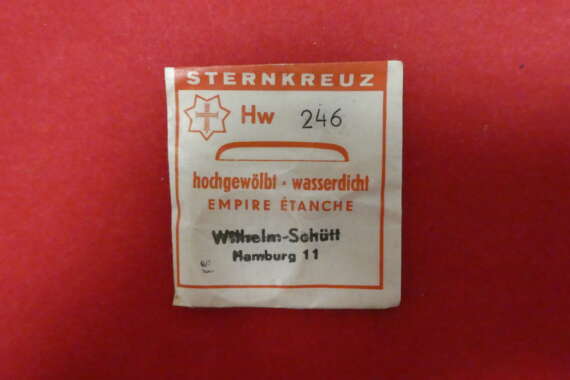 STERNKREUZ
Hw 246
hochgewölbt - wasserdicht
EMPIRE ÉTANCHE
Wilhelm-Schütt
Hamburg 11